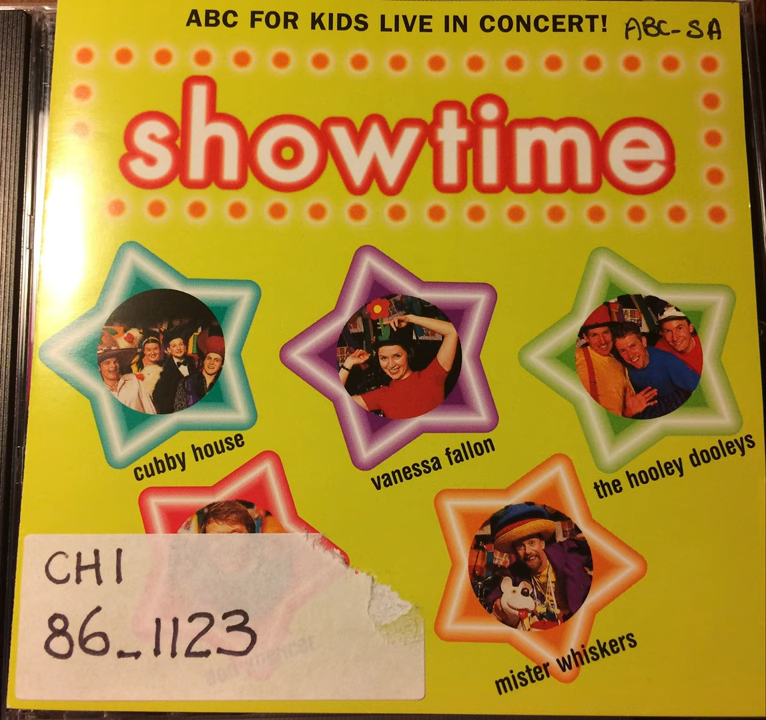 ABC FOR KIDS LIVE IN CONCERT!
ABC-SA
showtime
cubby house
vanessa fallon
the hooley dooleys
CHI
86_1123
mister whiskers